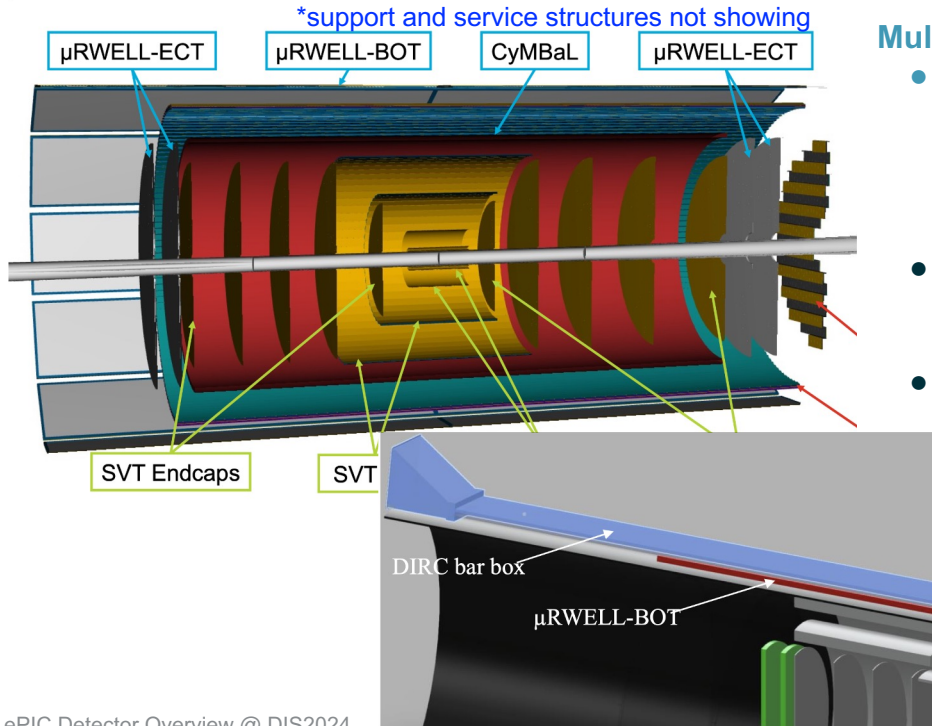 *support and service structures not showing
Mul
µRWELL-ECT
µRWELL-BOT
CyMBaL
µRWELL-ECT
SVT Endcaps
SVT
DIRC bar box
µRWELL-BOT
ePIC Detector Overview @ DIS2024